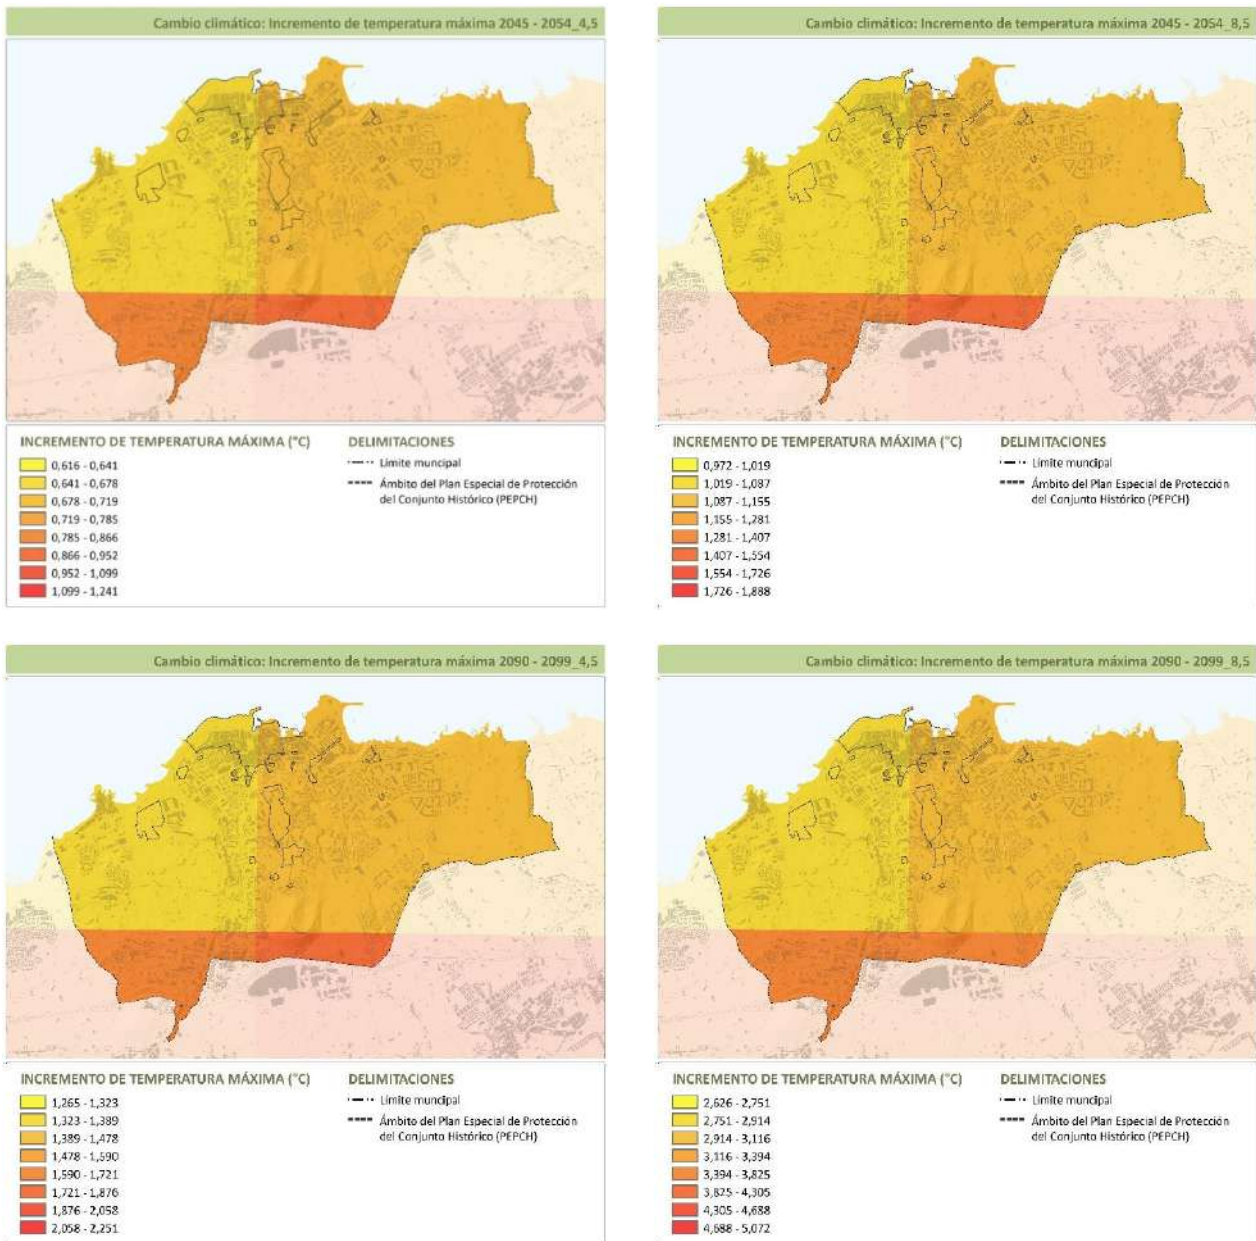 Cambio climático: Incremento de temperatura máxima 2045 - 2054_4,5
INCREMENTO DE TEMPERATURA MÁXIMA (°C)
0,616 - 0,641
0,641 - 0,678
0,678 - 0,719
0,719 - 0,785
0,785 - 0,866
0,866 - 0,952
0,952 - 1,099
1,099 - 1,241
DELIMITACIONES
Límite muncipal
Ámbito del Plan Especial de Protección
del Conjunto Histórico (PEPCH)
Cambio climático: Incremento de temperatura máxima 2045 - 2054_8,5
INCREMENTO DE TEMPERATURA MÁXIMA (°C)
0,972 - 1,019
1,019 - 1,087
1,087 - 1,155
1,155 - 1,281
1,281 - 1,407
1,407 - 1,554
1,554 - 1,726
1,726 - 1,888
DELIMITACIONES
Límite muncipal
Ámbito del Plan Especial de Protección
del Conjunto Histórico (PEPCH)
Cambio climático: Incremento de temperatura máxima 2090 - 2099_4,5
INCREMENTO DE TEMPERATURA MÁXIMA (°C)
1,265 - 1,323
1,323 - 1,389
1,389 - 1,478
1,478 - 1,590
1,590 - 1,721
1,721 - 1,876
1,876 - 2,058
2,058 - 2,251
DELIMITACIONES
Límite muncipal
Ámbito del Plan Especial de Protección
del Conjunto Histórico (PEPCH)
Cambio climático: Incremento de temperatura máxima 2090 - 2099_8,5
INCREMENTO DE TEMPERATURA MÁXIMA (°C)
2,626 - 2,751
2,751 - 2,914
2,914 - 3,116
3,116 - 3,394
3,394 - 3,825
3,825 - 4,305
4,305 - 4,688
4,688 - 5,072
DELIMITACIONES
Límite muncipal
Ámbito del Plan Especial de Protección
del Conjunto Histórico (PEPCH)